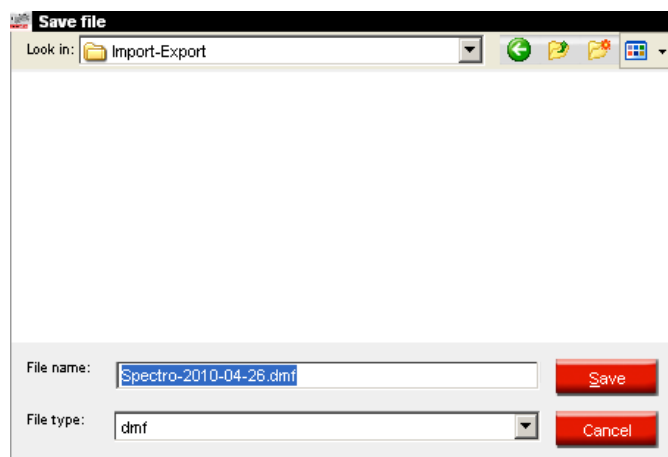 Save file
Look in: Import-Export
File name: Spectro-2010-04-26.dmf
Save
File type: dmf
Cancel